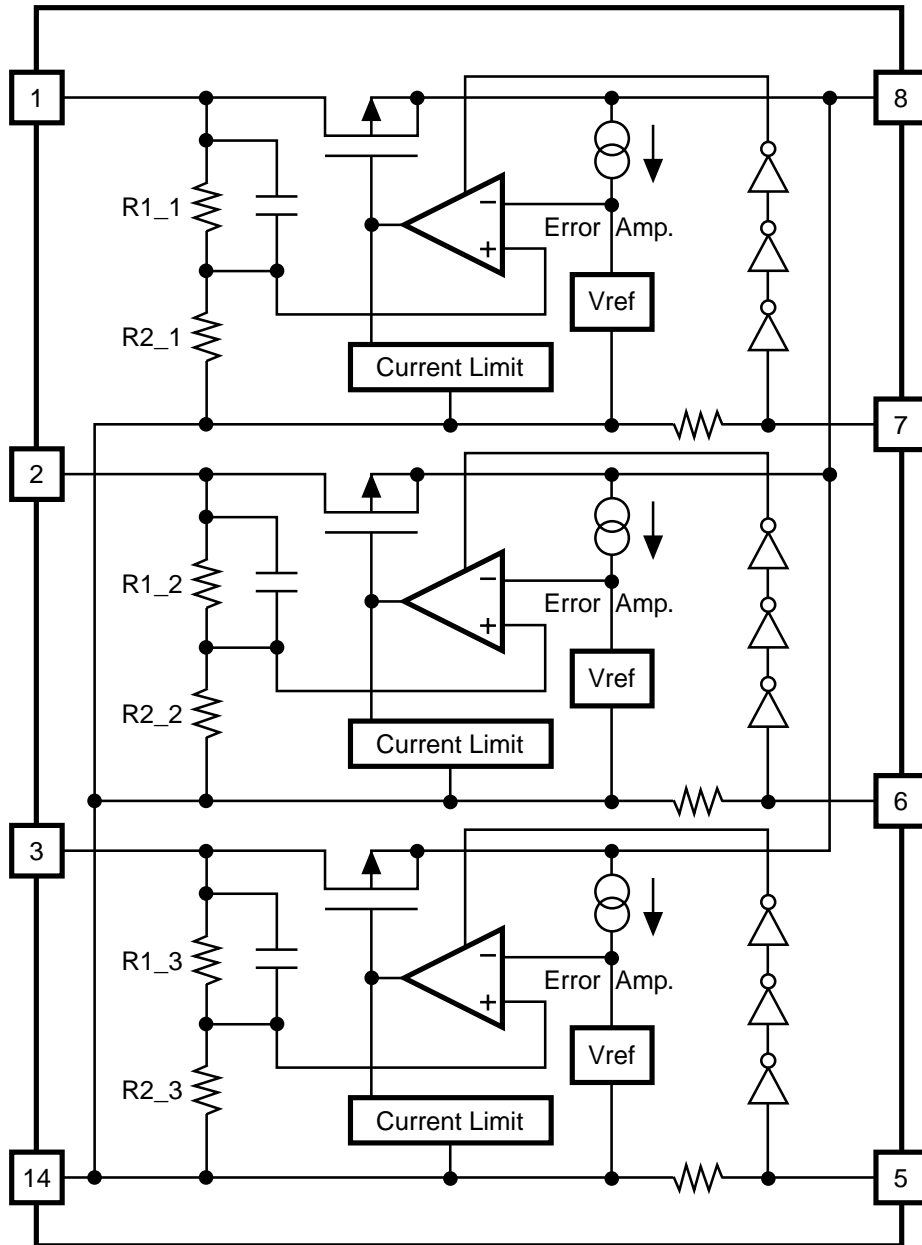 1
8
R1_1
−
Error Amp.
+
Vref
R2_1
Current Limit
7
2
R1_2
−
Error Amp.
+
Vref
R2_2
Current Limit
6
3
R1_3
−
Error Amp.
+
Vref
R2_3
Current Limit
14
5